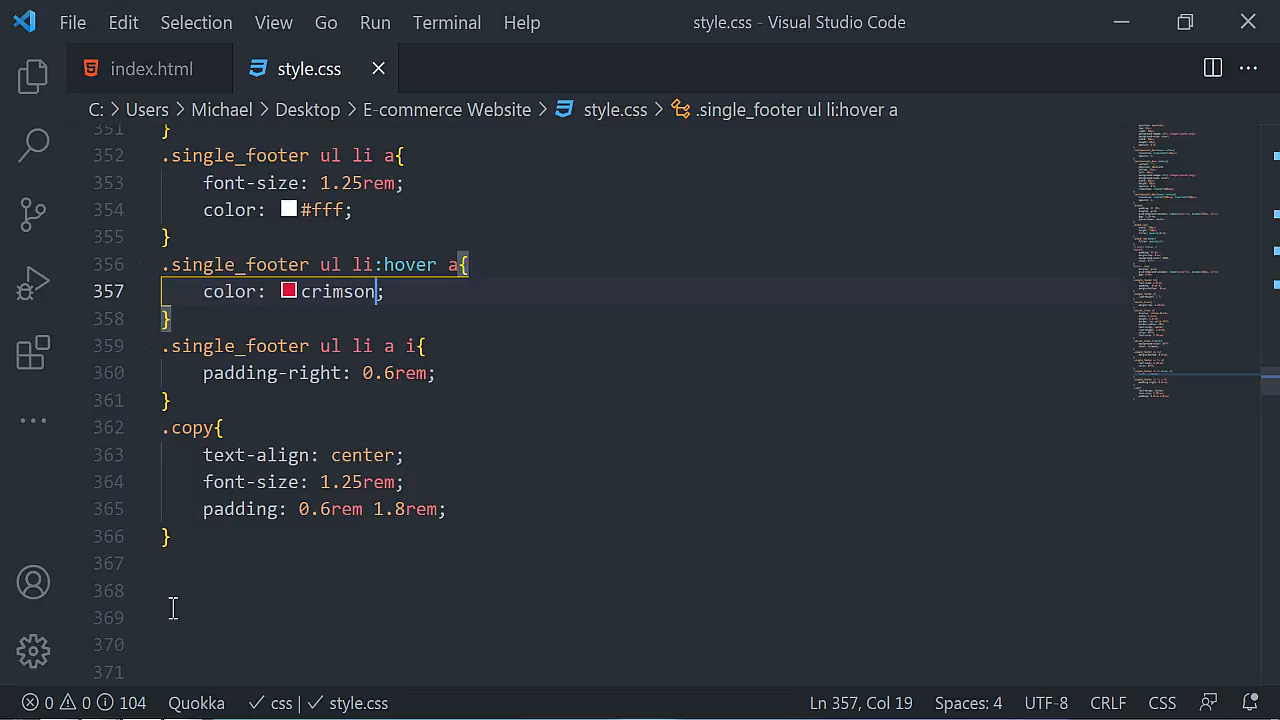 File Edit Selection View Go Run Terminal Help style.css - Visual Studio Code
index.html style.css
C: > Users > Michael > Desktop > E-commerce Website > style.css > .single_footer ul li:hover a
351 }
352 .single_footer ul li a{
353 font-size: 1.25rem;
354 color: #fff;
355 }
356 .single_footer ul li:hover a{
357 color: crimson;
358 }
359 .single_footer ul li a i{
360 padding-right: 0.6rem;
361 }
362 .copy{
363 text-align: center;
364 font-size: 1.25rem;
365 padding: 0.6rem 1.8rem;
366 }
367
368
369
370
371
0 0 104 Quokka css | style.css Ln 357, Col 19 Spaces: 4 UTF-8 CRLF CSS